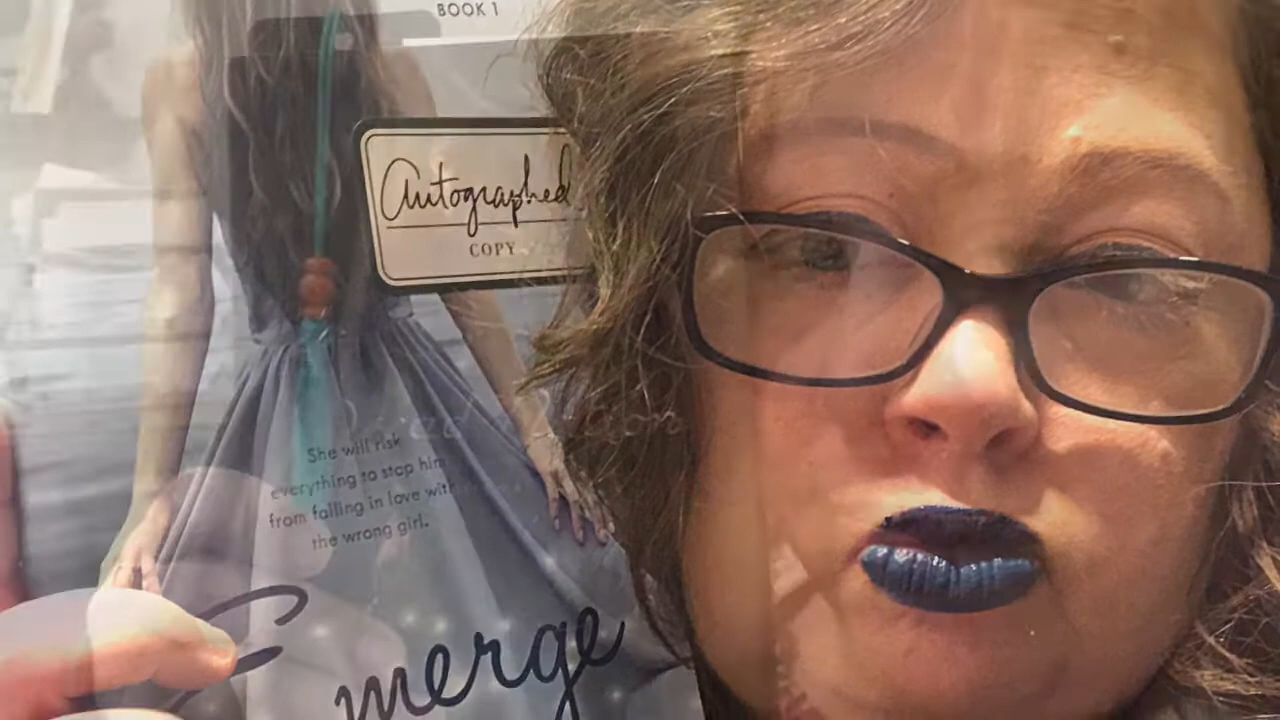 BOOK 1
Autographed
COPY
She will risk
everything to stop him
from falling in love with
the wrong girl.
Emerge